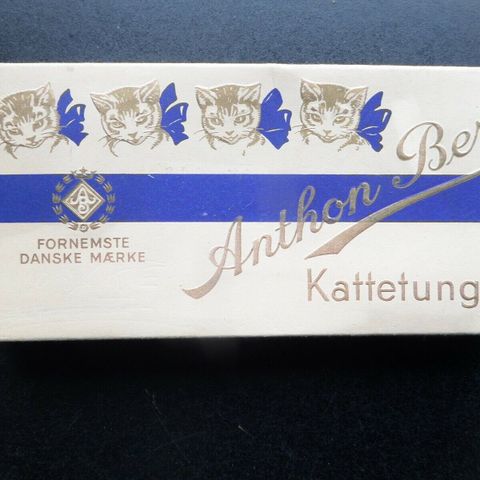 Anthon Be
FORNEMSTE
DANSKE MÆRKE
Kattetung